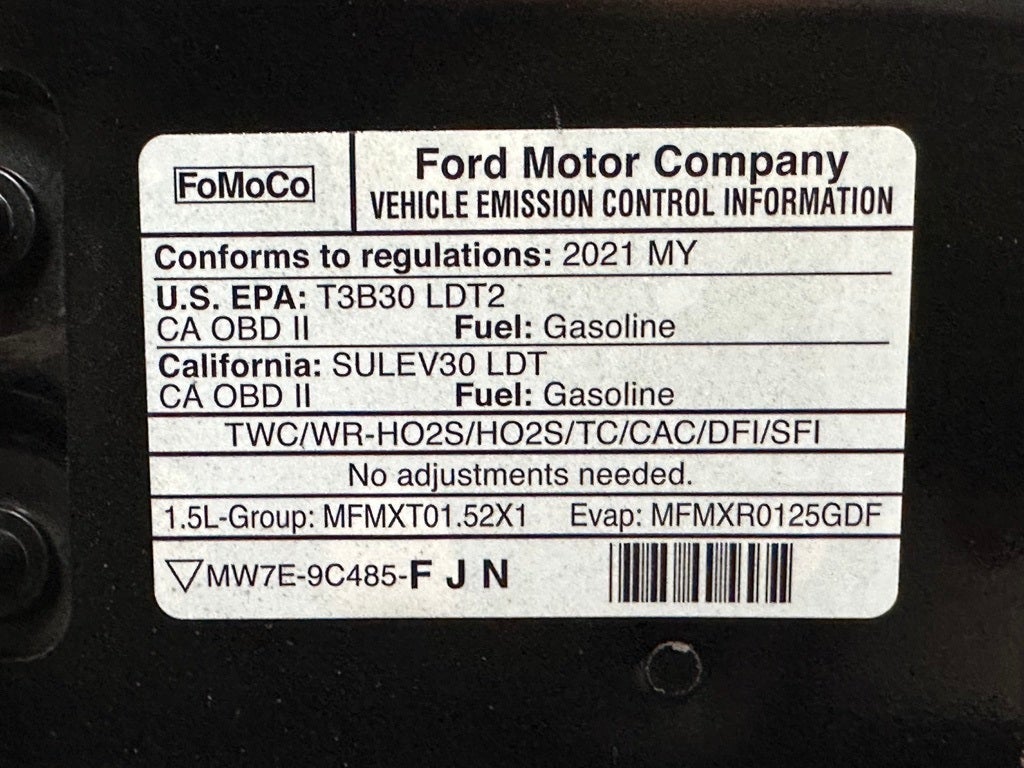 FoMoCo
Ford Motor Company
VEHICLE EMISSION CONTROL INFORMATION
Conforms to regulations: 2021 MY
U.S. EPA: T3B30 LDT2
CA OBD II Fuel: Gasoline
California: SULEV30 LDT
CA OBD II Fuel: Gasoline
TWC/WR-HO2S/HO2S/TC/CAC/DFI/SFI
No adjustments needed.
1.5L-Group: MFMXT01.52X1 Evap: MFMXR0125GDF
▽MW7E-9C485-F J N